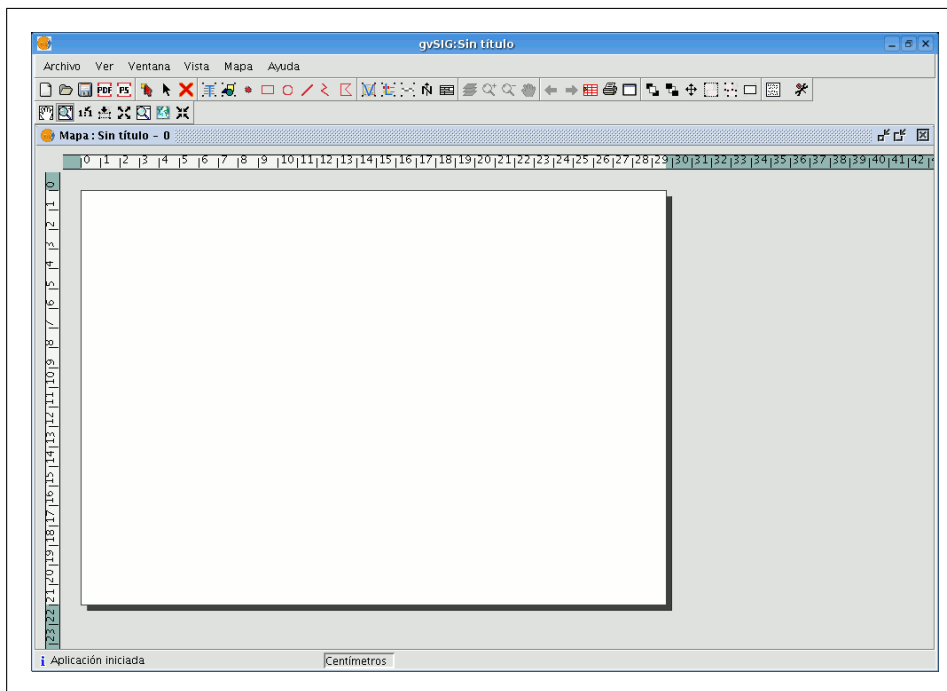 gvSIG:Sin título
Archivo Ver Ventana Vista Mapa Ayuda
PDF PS
1:1
Mapa : Sin título - 0
0 1 2 3 4 5 6 7 8 9 10 11 12 13 14 15 16 17 18 19 20 21 22 23 24 25 26 27 28 29 30 31 32 33 34 35 36 37 38 39 40 41 42
0 1 2 3 4 5 6 7 8 9 10 11 12 13 14 15 16 17 18 19 20 21 22 23
i Aplicación iniciada
Centímetros